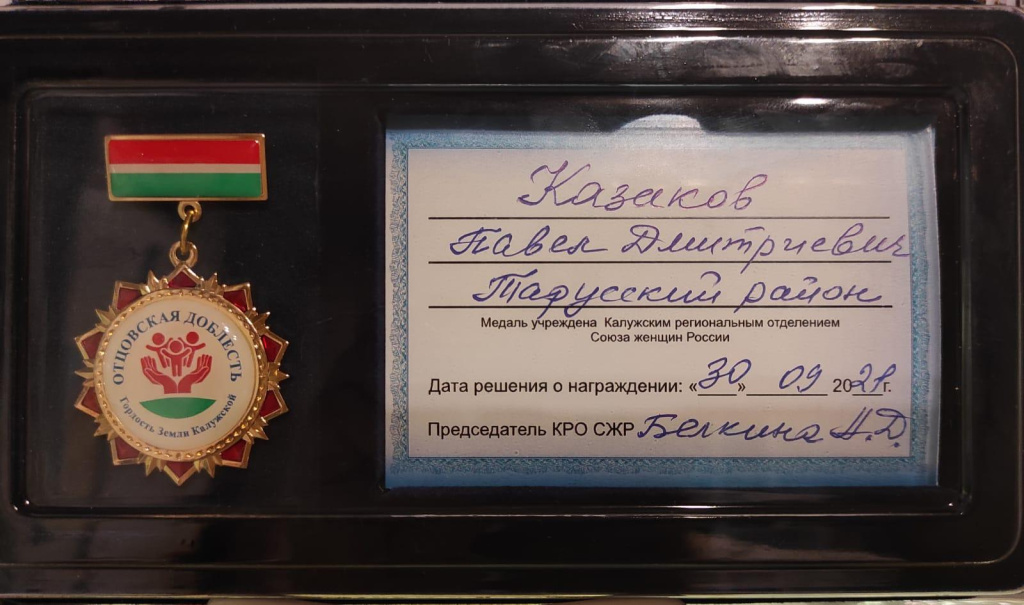 ОТЦОВСКАЯ ДОБЛЕСТЬ
Гордость Земли Калужской
Казаков
Павел Дмитриевич
Тарусский район
Медаль учреждена Калужским региональным отделением
Союза женщин России
Дата решения о награждении: «30» 09 2021г.
Председатель КРО СЖР Белкина Н.Д.